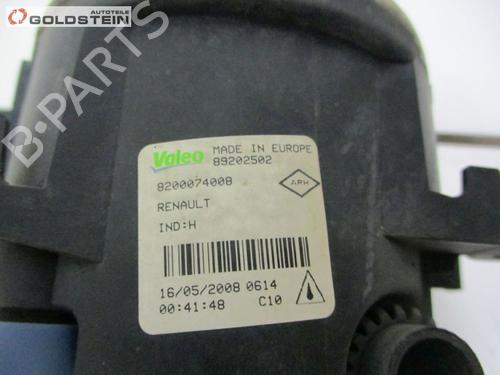 AUTOTEILE
GOLDSTEIN
B-PARTS
Valeo MADE IN EUROPE
89202502
8200074008
ARH
RENAULT
IND:H
16/05/2008 0614
00:41:48 C10